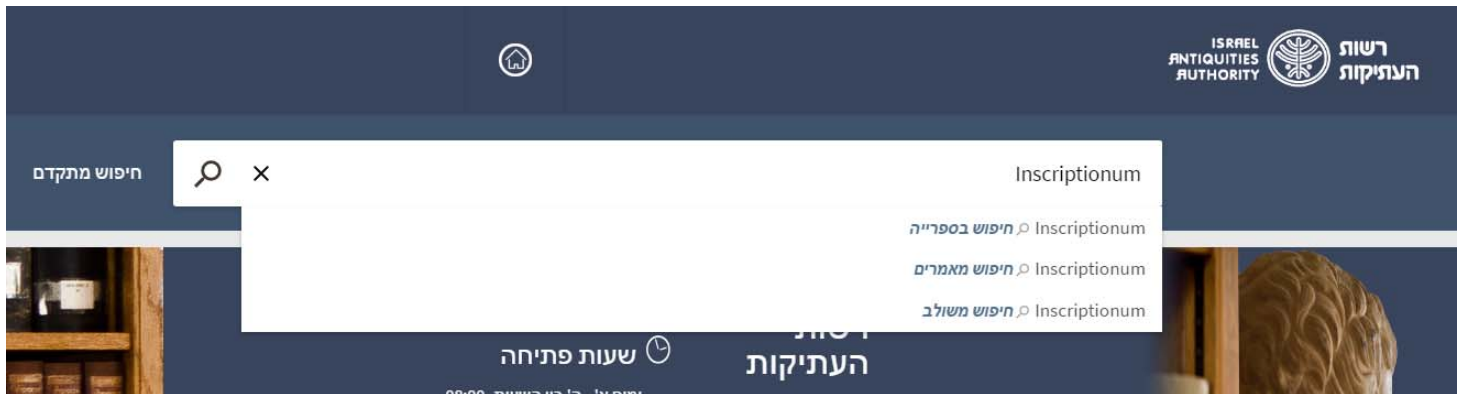 ISRAEL
ANTIQUITIES
AUTHORITY
רשות
העתיקות
Inscriptionum
חיפוש מתקדם
Inscriptionum חיפוש בספרייה
Inscriptionum חיפוש מאמרים
Inscriptionum חיפוש משולב
רשות
העתיקות
שעות פתיחה